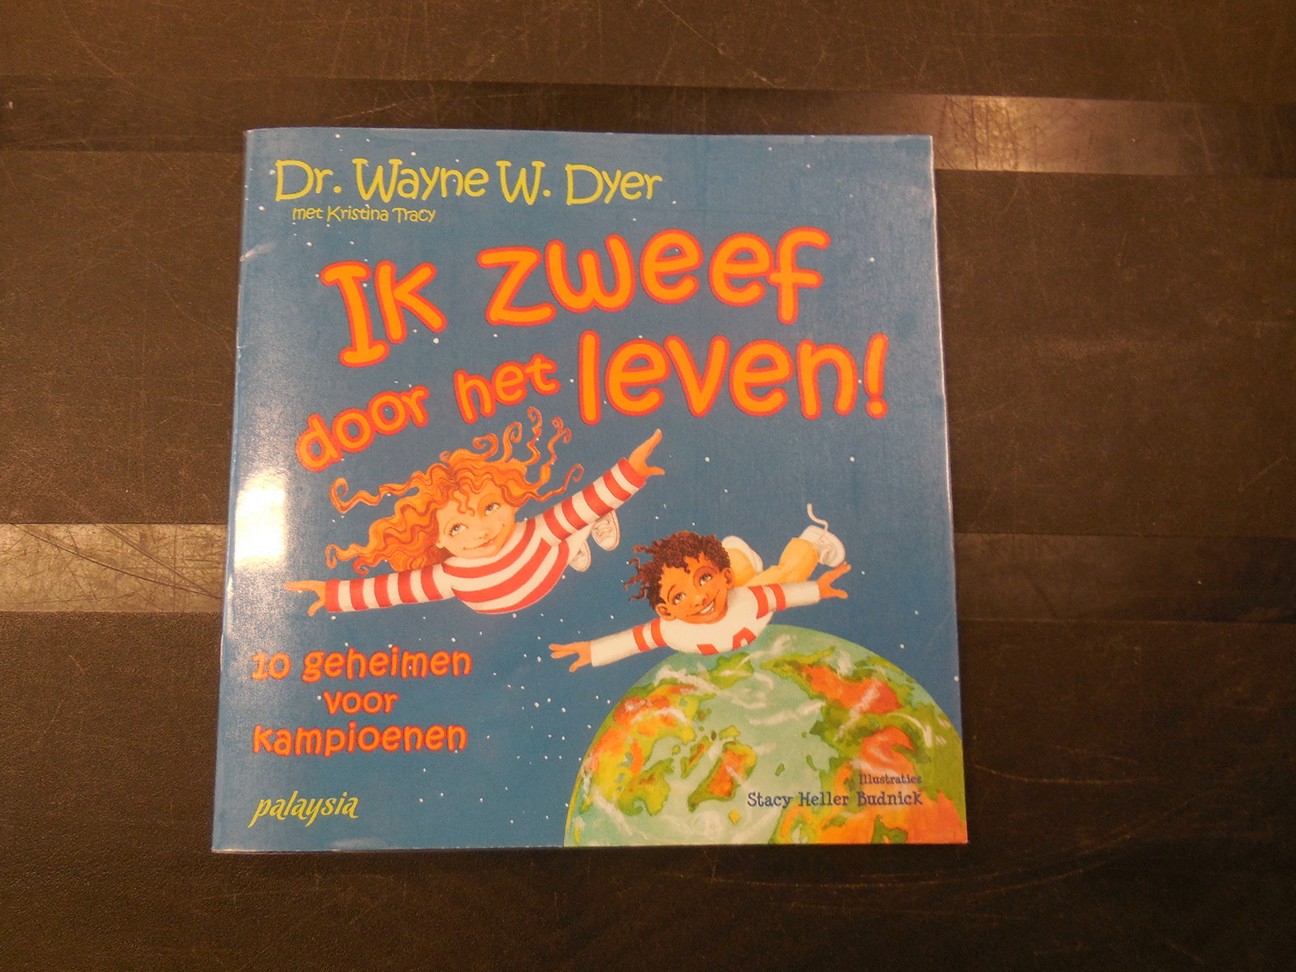 Dr. Wayne W. Dyer
met Kristina Tracy
Ik zweef
door het leven!
10 geheimen
voor
kampioenen
palaysia
Illustraties
Stacy Heller Budnick